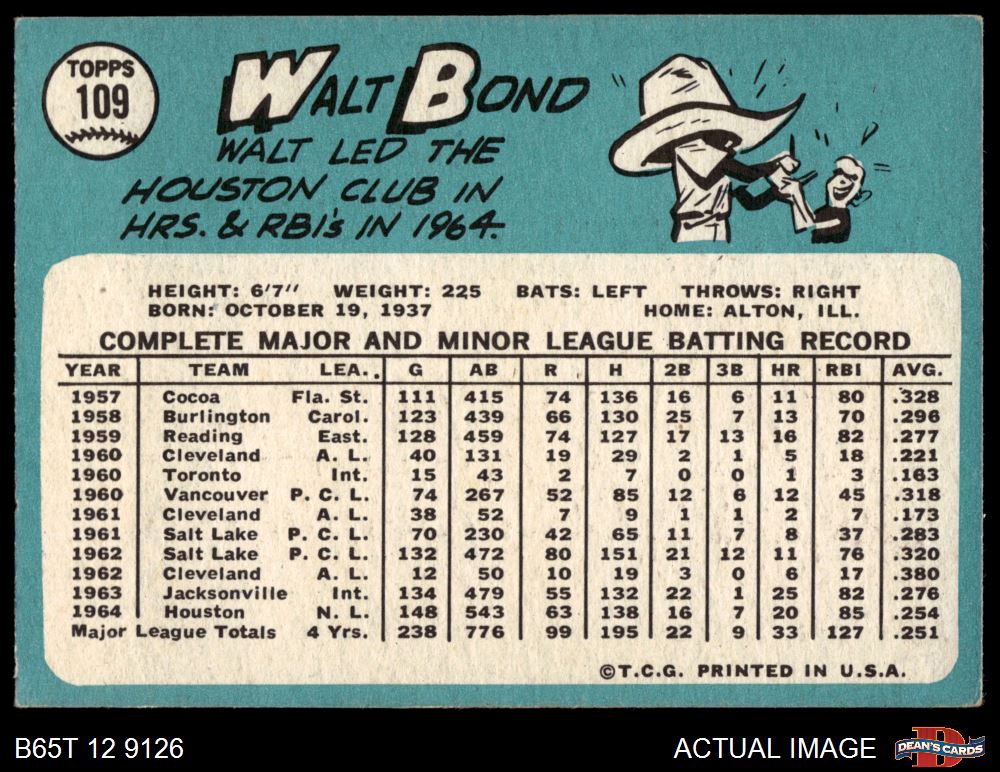 TOPPS
109
WALT BOND
WALT LED THE
HOUSTON CLUB IN
HRS. & RBI's IN 1964.
HEIGHT: 6'7" WEIGHT: 225 BATS: LEFT THROWS: RIGHT
BORN: OCTOBER 19, 1937 HOME: ALTON, ILL.
COMPLETE MAJOR AND MINOR LEAGUE BATTING RECORD
YEAR TEAM LEA. G AB R H 2B 3B HR RBI AVG.
1957 Cocoa Fla. St. 111 415 74 136 16 6 11 80 .328
1958 Burlington Carol. 123 439 66 130 25 7 13 70 .296
1959 Reading East. 128 459 74 127 17 13 16 82 .277
1960 Cleveland A. L. 40 131 19 29 2 1 5 18 .221
1960 Toronto Int. 15 43 2 7 0 0 1 3 .163
1960 Vancouver P. C. L. 74 267 52 85 12 6 12 45 .318
1961 Cleveland A. L. 38 52 7 9 1 1 2 7 .173
1961 Salt Lake P. C. L. 70 230 42 65 11 7 8 37 .283
1962 Salt Lake P. C. L. 132 472 80 151 21 12 11 76 .320
1962 Cleveland A. L. 12 50 10 19 3 0 6 17 .380
1963 Jacksonville Int. 134 479 55 132 22 1 25 82 .276
1964 Houston N. L. 148 543 63 138 16 7 20 85 .254
Major League Totals 4 Yrs. 238 776 99 195 22 9 33 127 .251
©T.C.G. PRINTED IN U.S.A.
B65T 12 9126 ACTUAL IMAGE
DEAN'S CARDS